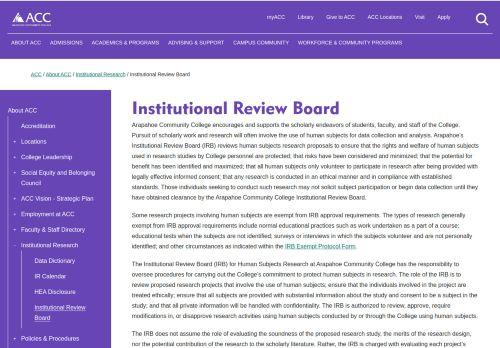 ACC
myACC Library Give to ACC ACC Locations Visit Apply
ABOUT ACC ADMISSIONS ACADEMICS & PROGRAMS ADVISING & SUPPORT CAMPUS COMMUNITY WORKFORCE & COMMUNITY PROGRAMS
ACC / About ACC / Institutional Research / Institutional Review Board
About ACC
Accreditation
+ Locations
+ College Leadership
+ Social Equity and Belonging
Council
+ ACC Vision - Strategic Plan
+ Employment at ACC
+ Faculty & Staff Directory
- Institutional Research
Data Dictionary
IR Calendar
HEA Disclosure
Institutional Review
Board
+ Policies & Procedures
Institutional Review Board
Arapahoe Community College encourages and supports the scholarly endeavors of students, faculty, and staff of the College.
Pursuit of scholarly work and research will often involve the use of human subjects for data collection and analysis. Arapahoe's
Institutional Review Board (IRB) reviews human subjects research proposals to ensure that the rights and welfare of human subjects
used in research studies by College personnel are protected; that risks have been considered and minimized; that the potential for
benefit has been identified and maximized; that all human subjects only volunteer to participate in research after being provided with
legally effective informed consent; that any research is conducted in an ethical manner and in compliance with established
standards. Those individuals seeking to conduct such research may not solicit subject participation or begin data collection until they
have obtained clearance by the Arapahoe Community College Institutional Review Board.
Some research projects involving human subjects are exempt from IRB approval requirements. The types of research generally
exempt from IRB approval requirements include normal educational practices such as work undertaken as a part of a course;
educational tests when the subjects are not identified; surveys or interviews in which the subjects volunteer and are not personally
identified; and other circumstances as indicated within the IRB Exempt Protocol Form.
The Institutional Review Board (IRB) for Human Subjects Research at Arapahoe Community College has the responsibility to
oversee procedures for carrying out the College's commitment to protect human subjects in research. The role of the IRB is to
review proposed research projects that involve the use of human subjects; ensure that the individuals involved in the project are
treated ethically; ensure that all subjects are provided with substantial information about the study and consent to be a subject in the
study; and that all private information will be handled with confidentiality. The IRB is authorized to review, approve, require
modifications in, or disapprove research activities using human subjects conducted by or through the College using human subjects.
The IRB does not assume the role of evaluating the soundness of the proposed research study, the merits of the research design,
nor the potential contribution of the research to the scholarly literature. Rather, the IRB is charged with evaluating each project's